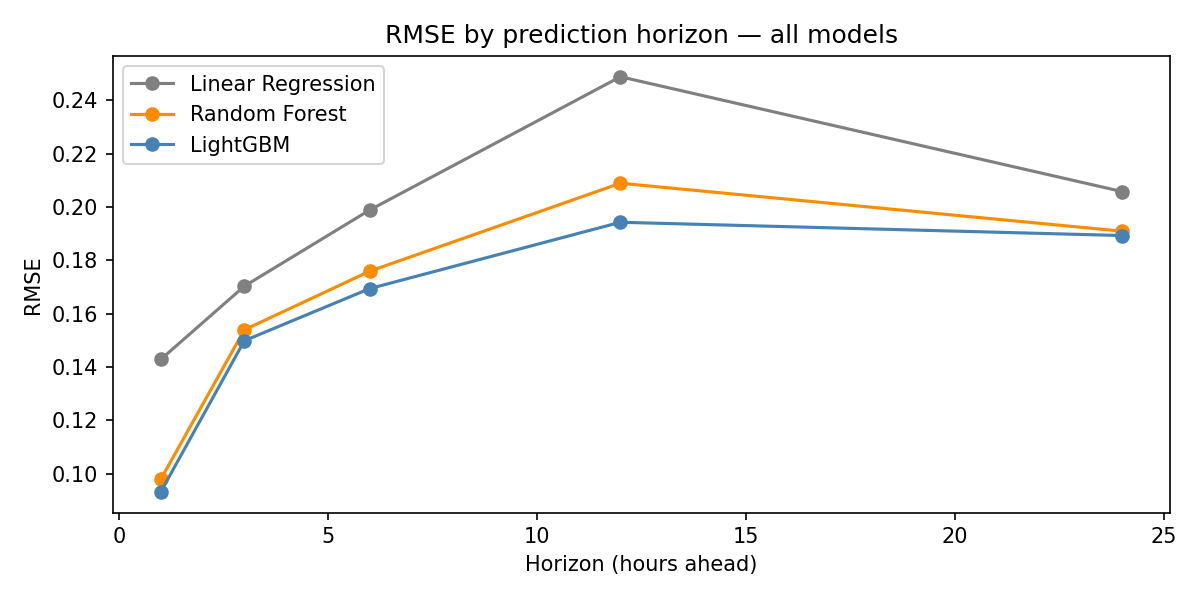 RMSE by prediction horizon — all models
Linear Regression
Random Forest
LightGBM
RMSE
0.24
0.22
0.20
0.18
0.16
0.14
0.12
0.10
0 5 10 15 20 25
Horizon (hours ahead)